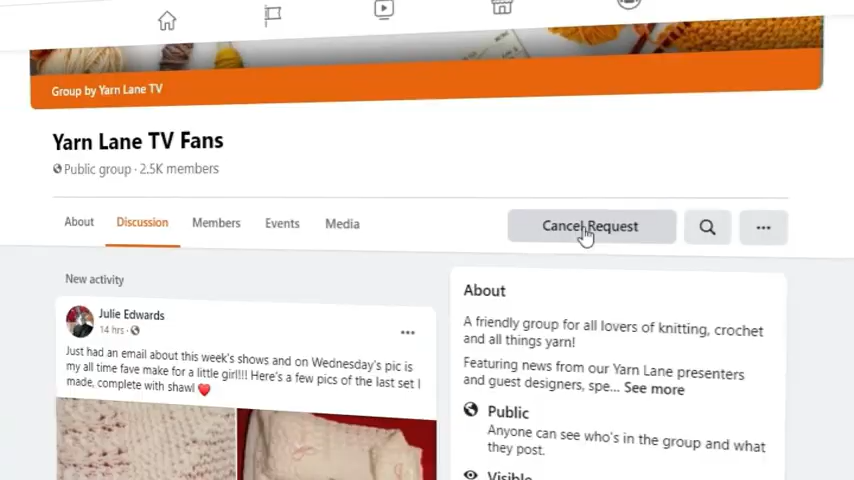 Group by Yarn Lane TV
Yarn Lane TV Fans
Public group · 2.5K members
About Discussion Members Events Media Cancel Request
New activity
Julie Edwards
14 hrs ·
Just had an email about this week's shows and on Wednesday's pic is
my all time fave make for a little girl!!!! Here's a few pics of the last set I
made, complete with shawl
About
A friendly group for all lovers of knitting, crochet
and all things yarn!
Featuring news from our Yarn Lane presenters
and guest designers, spe... See more
Public
Anyone can see who's in the group and what
they post.
Visible